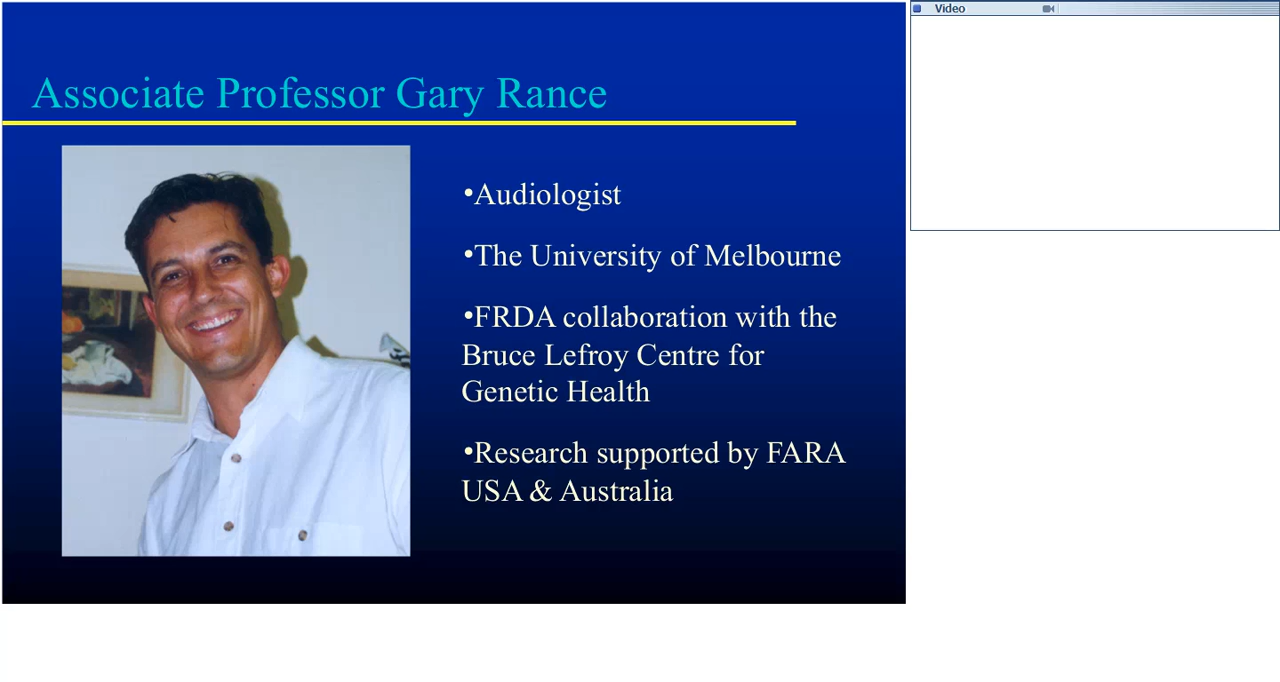 Video
Associate Professor Gary Rance
•Audiologist
•The University of Melbourne
•FRDA collaboration with the
Bruce Lefroy Centre for
Genetic Health
•Research supported by FARA
USA & Australia